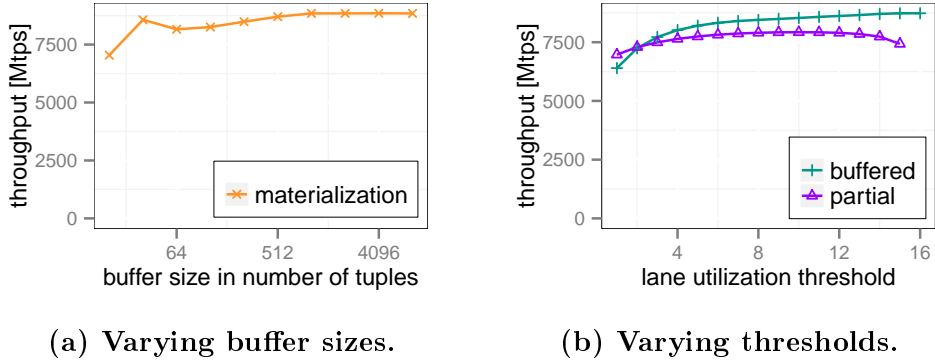 throughput [Mtps]
7500
5000
2500
0
materialization
64
512
4096
buffer size in number of tuples
(a) Varying buffer sizes.
throughput [Mtps]
7500
5000
2500
0
buffered
partial
4
8
12
16
lane utilization threshold
(b) Varying thresholds.